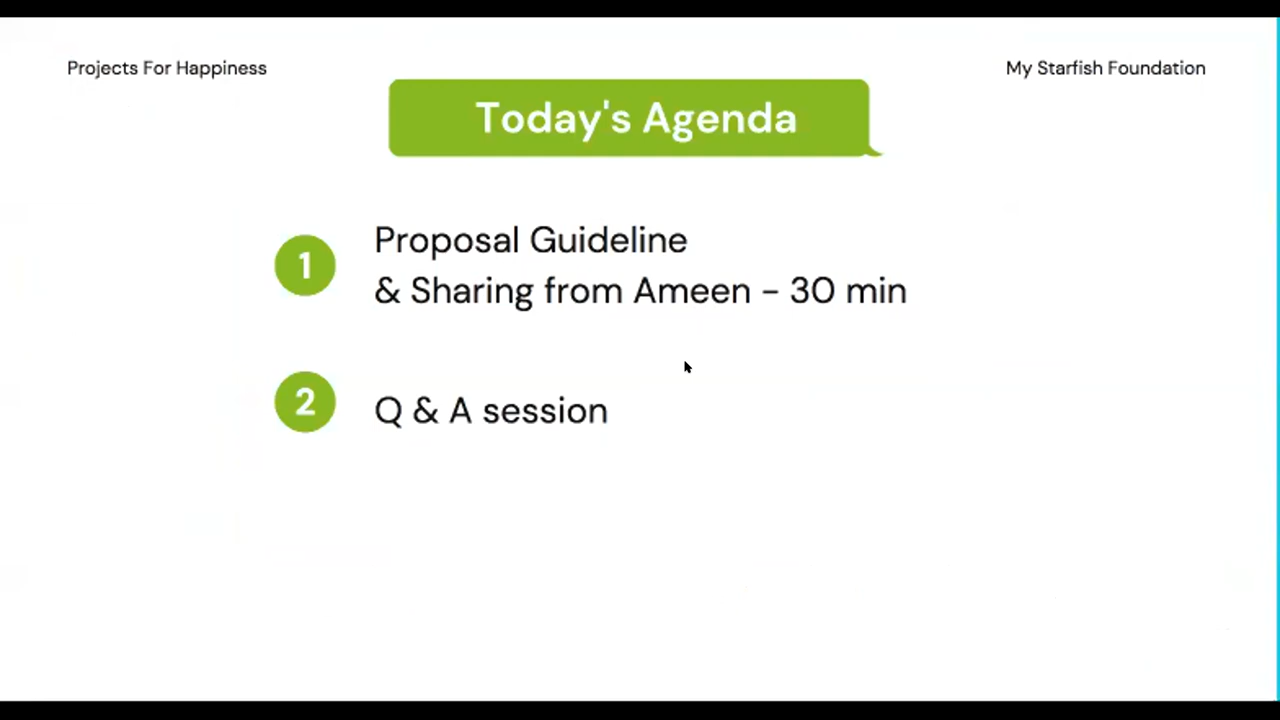 Projects For Happiness
My Starfish Foundation
Today's Agenda
1
Proposal Guideline
& Sharing from Ameen - 30 min
2
Q & A session